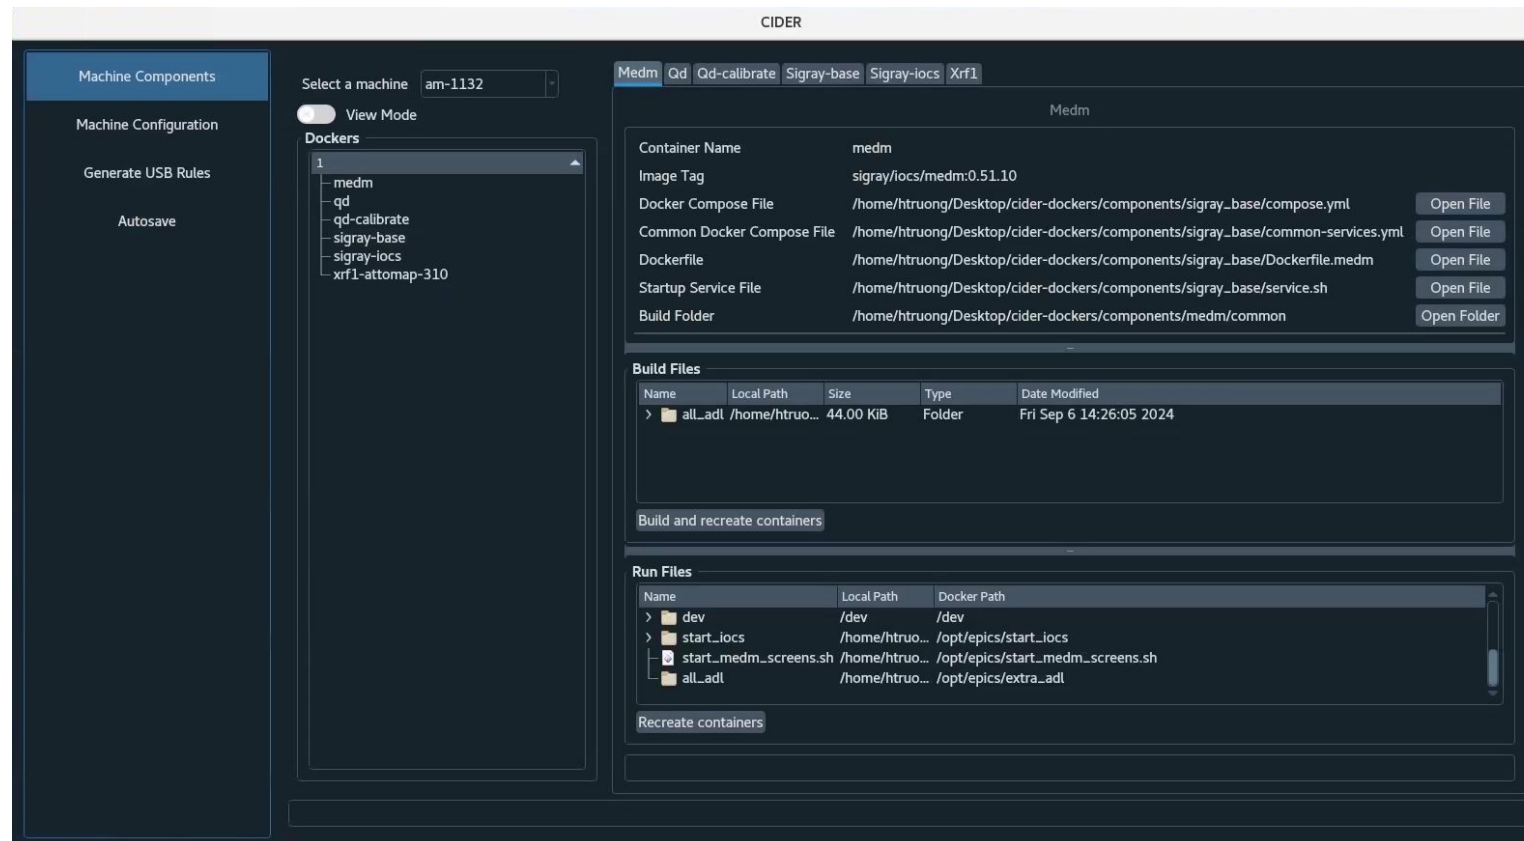 CIDER
Machine Components
Machine Configuration
Generate USB Rules
Autosave
Select a machine am-1132
View Mode
Dockers
1
medm
qd
qd-calibrate
sigray-base
sigray-iocs
xrf1-attomap-310
Medm Qd Qd-calibrate Sigray-base Sigray-iocs Xrf1
Medm
Container Name medm
Image Tag sigray/iocs/medm:0.51.10
Docker Compose File /home/htruong/Desktop/cider-dockers/components/sigray_base/compose.yml Open File
Common Docker Compose File /home/htruong/Desktop/cider-dockers/components/sigray_base/common-services.yml Open File
Dockerfile /home/htruong/Desktop/cider-dockers/components/sigray_base/Dockerfile.medm Open File
Startup Service File /home/htruong/Desktop/cider-dockers/components/sigray_base/service.sh Open File
Build Folder /home/htruong/Desktop/cider-dockers/components/medm/common Open Folder
Build Files
Name Local Path Size Type Date Modified
all_adl /home/htruo... 44.00 KiB Folder Fri Sep 6 14:26:05 2024
Build and recreate containers
Run Files
Name Local Path Docker Path
dev /dev /dev
start_iocs /home/htruo... /opt/epics/start_iocs
start_medm_screens.sh /home/htruo... /opt/epics/start_medm_screens.sh
all_adl /home/htruo... /opt/epics/extra_adl
Recreate containers